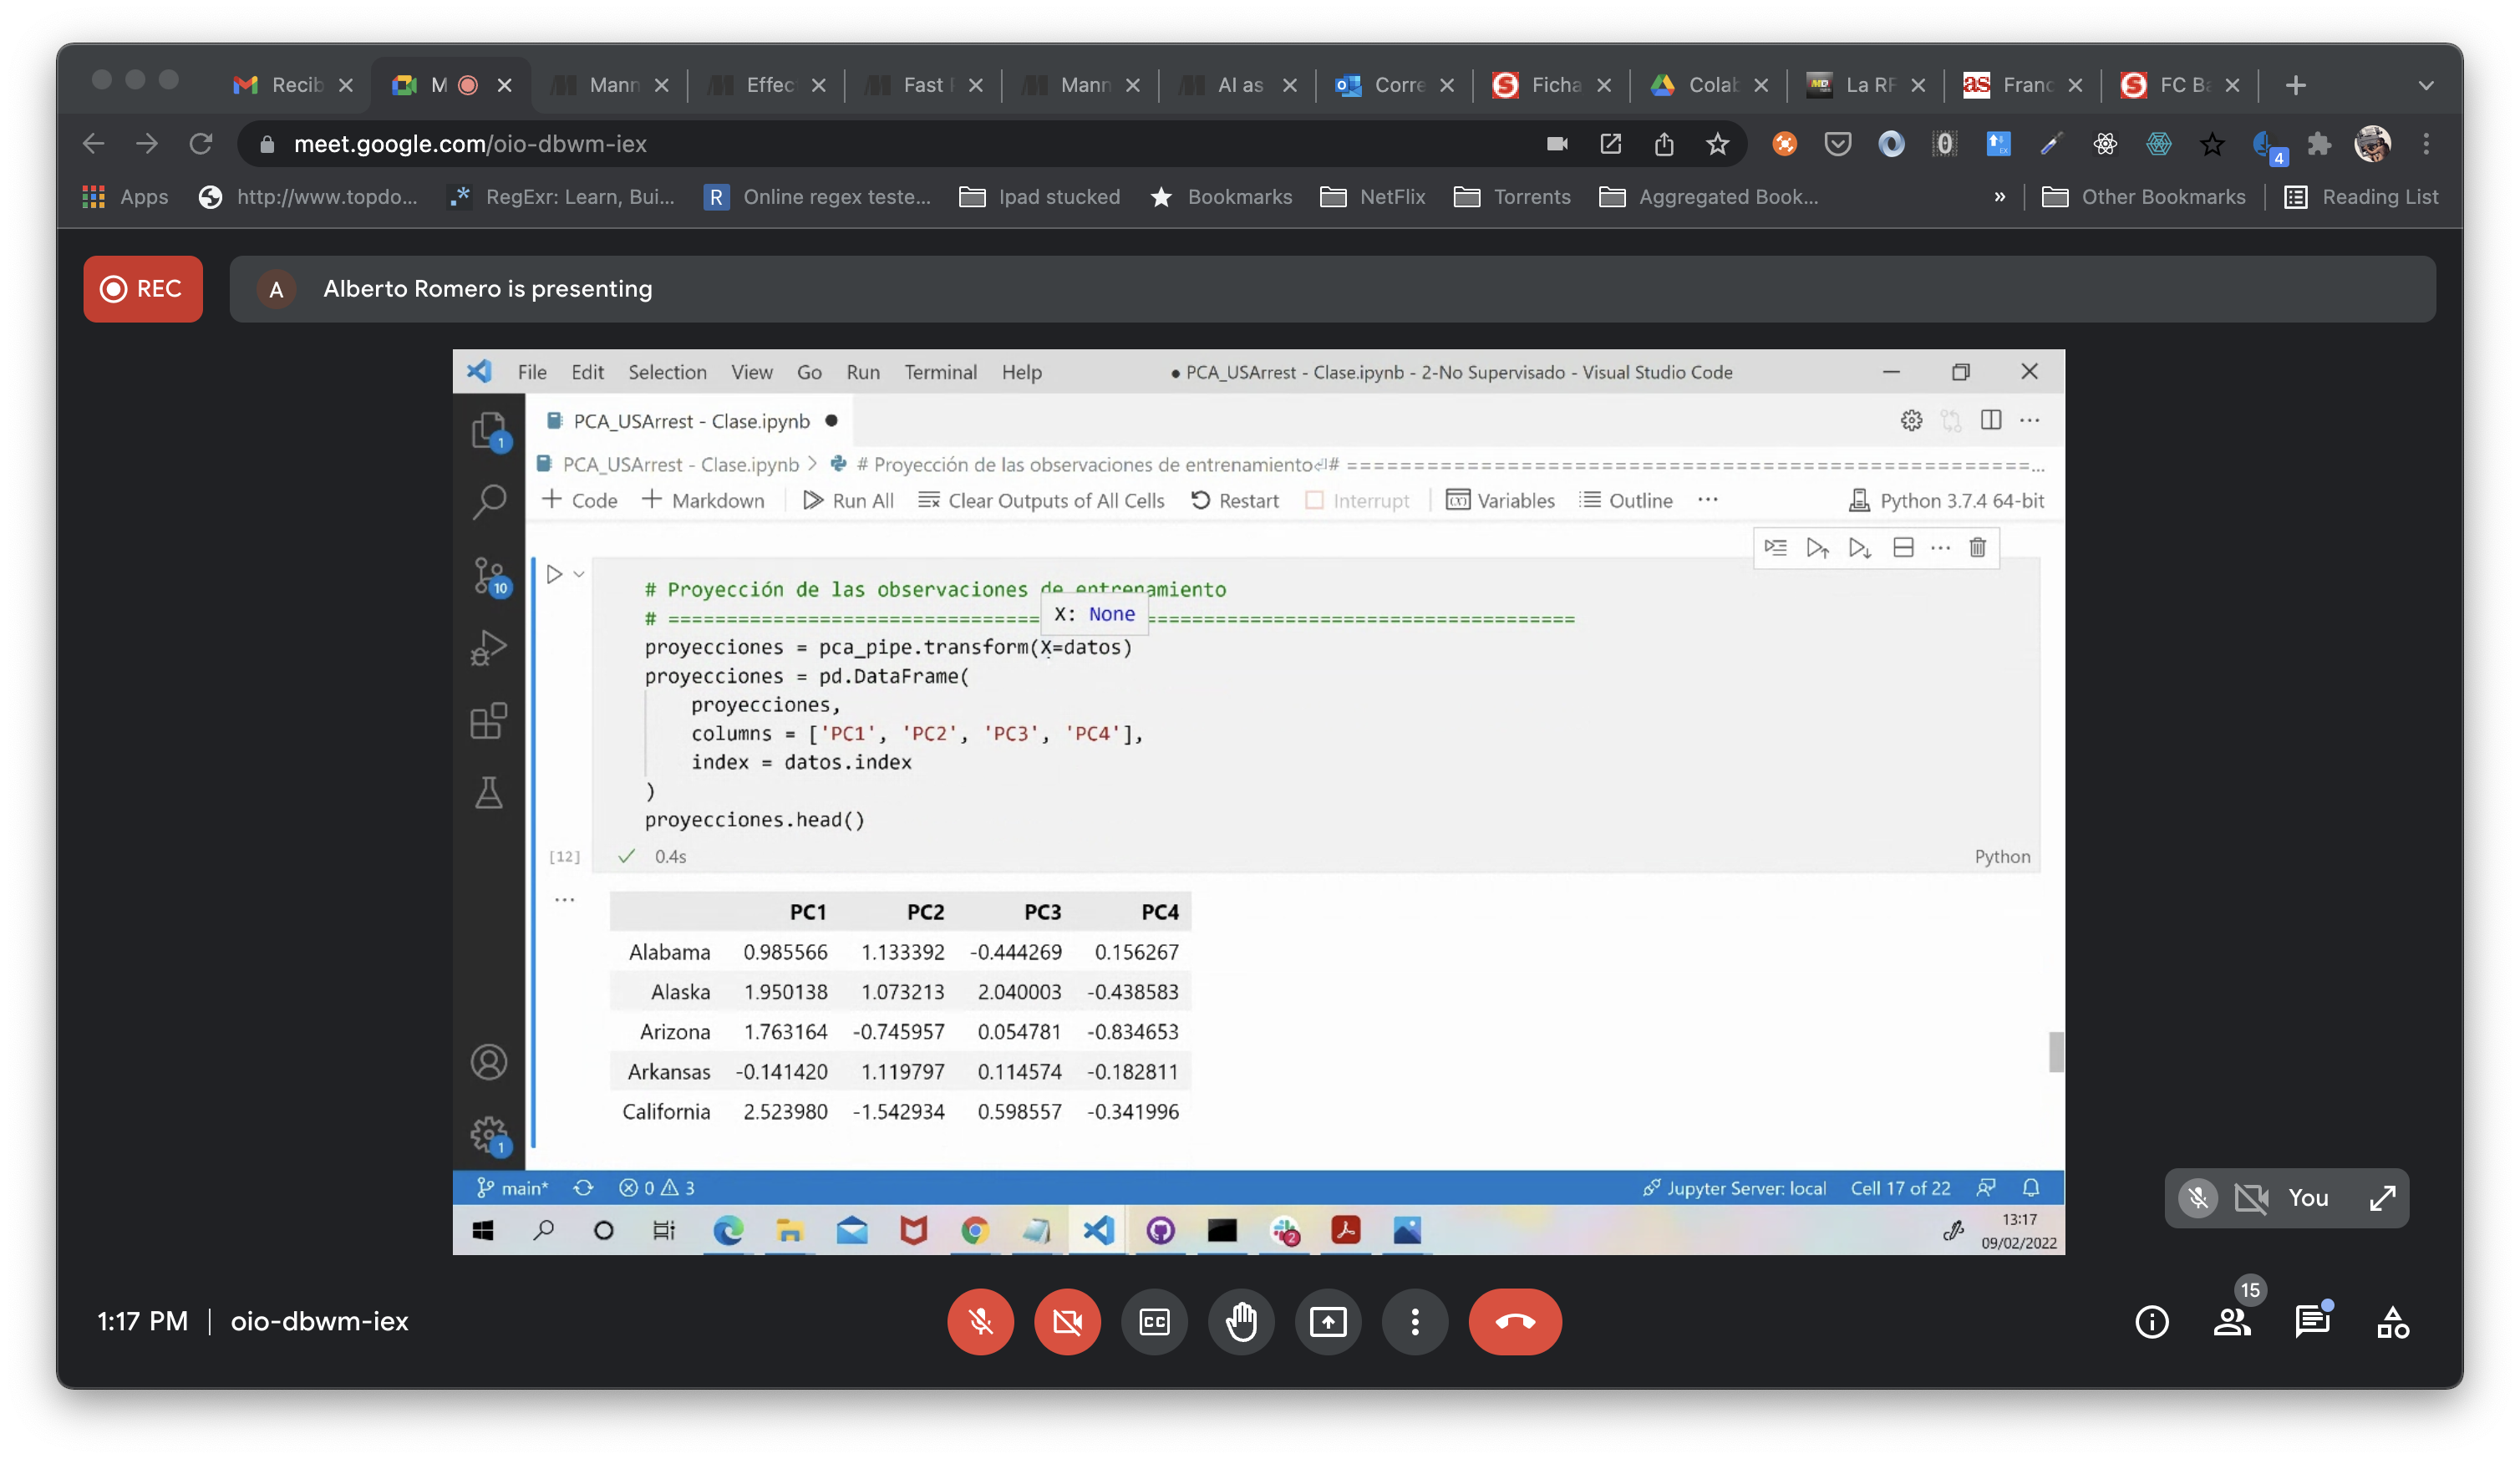 Recib M Mann Effec Fast Mann AI as Corre Ficha Colab La RF Franc FC Ba
meet.google.com/oio-dbwm-iex
4
Apps http://www.topdo... RegExr: Learn, Bui... R Online regex teste... Ipad stucked Bookmarks NetFlix Torrents Aggregated Book... » Other Bookmarks Reading List
REC A Alberto Romero is presenting
File Edit Selection View Go Run Terminal Help ● PCA_USArrest - Clase.ipynb - 2-No Supervisado - Visual Studio Code
PCA_USArrest - Clase.ipynb ●
1
PCA_USArrest - Clase.ipynb > # Proyección de las observaciones de entrenamiento⏎# ==================================================...
+ Code + Markdown Run All Clear Outputs of All Cells Restart Interrupt Variables Outline ... Python 3.7.4 64-bit
10
# Proyección de las observaciones de entrenamiento
X: None
# ==============================================================================
proyecciones = pca_pipe.transform(X=datos)
proyecciones = pd.DataFrame(
proyecciones,
columns = ['PC1', 'PC2', 'PC3', 'PC4'],
index = datos.index
)
proyecciones.head()
[12] ✓ 0.4s Python
... PC1 PC2 PC3 PC4
Alabama 0.985566 1.133392 -0.444269 0.156267
Alaska 1.950138 1.073213 2.040003 -0.438583
Arizona 1.763164 -0.745957 0.054781 -0.834653
Arkansas -0.141420 1.119797 0.114574 -0.182811
California 2.523980 -1.542934 0.598557 -0.341996
1
main* 0 3 Jupyter Server: local Cell 17 of 22
2
13:17
09/02/2022
You
1:17 PM | oio-dbwm-iex CC 15